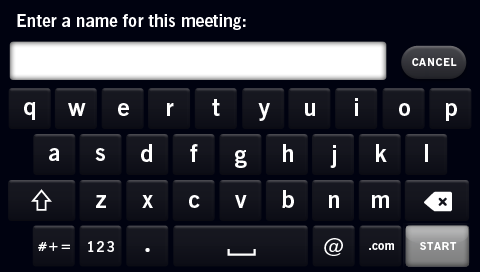 Enter a name for this meeting:
CANCEL
q w e r t y u i o p
a s d f g h j k l
z x c v b n m
#+= 123 . @ .com START